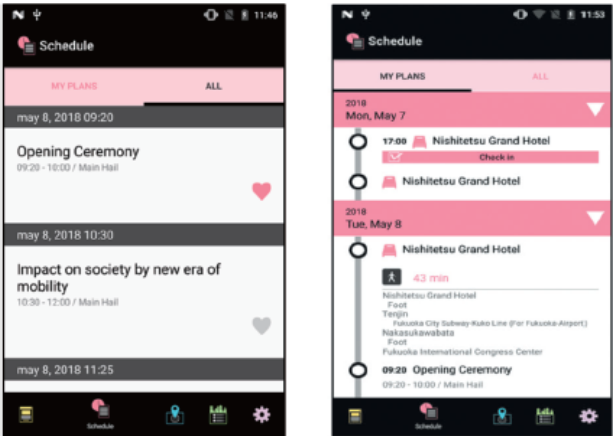 11:46
Schedule
MY PLANS
ALL
may 8, 2018 09:20
Opening Ceremony
09:20 - 10:00 / Main Hall
may 8, 2018 10:30
Impact on society by new era of
mobility
10:30 - 12:00 / Main Hall
may 8, 2018 11:25
Schedule
11:53
Schedule
MY PLANS
ALL
2018
Mon, May 7
17:00 Nishitetsu Grand Hotel
Check in
Nishitetsu Grand Hotel
2018
Tue, May 8
Nishitetsu Grand Hotel
43 min
Nishitetsu Grand Hotel
Foot
Tenjin
Fukuoka City Subway-Kuko Line (For Fukuoka-Airport)
Nakasukawabata
Foot
Fukuoka International Congress Center
09:20 Opening Ceremony
09:20 - 10:00 / Main Hall
Schedule